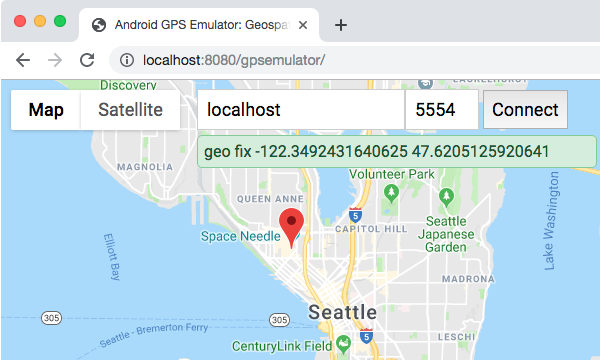 Android GPS Emulator: Geospa
localhost:8080/gpsemulator/
Discovery
Map
Satellite
localhost
5554
Connect
geo fix -122.3492431640625 47.6205125920641
MAGNOLIA
Volunteer Park
QUEEN ANNE
5
Seattle
Japanese
Garden
Space Needle
CAPITOL HILL
Elliott Bay
Lake Washington
MADRONA
305
305
Seattle
Seattle - Bremerton Ferry
5
LESCHI
CenturyLink Field